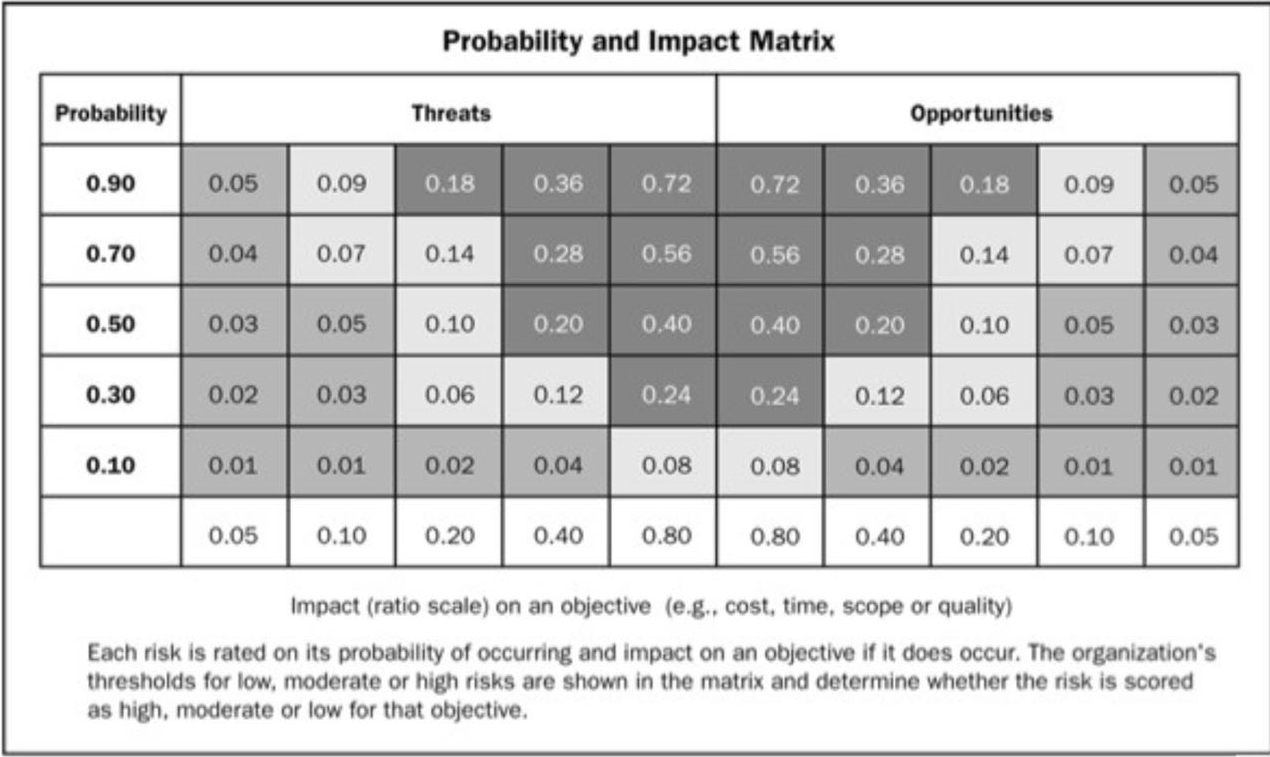 Probability and Impact Matrix
Probability Threats Opportunities
0.90 0.05 0.09 0.18 0.36 0.72 0.72 0.36 0.18 0.09 0.05
0.70 0.04 0.07 0.14 0.28 0.56 0.56 0.28 0.14 0.07 0.04
0.50 0.03 0.05 0.10 0.20 0.40 0.40 0.20 0.10 0.05 0.03
0.30 0.02 0.03 0.06 0.12 0.24 0.24 0.12 0.06 0.03 0.02
0.10 0.01 0.01 0.02 0.04 0.08 0.08 0.04 0.02 0.01 0.01
0.05 0.10 0.20 0.40 0.80 0.80 0.40 0.20 0.10 0.05
Impact (ratio scale) on an objective (e.g., cost, time, scope or quality)
Each risk is rated on its probability of occurring and impact on an objective if it does occur. The organization's
thresholds for low, moderate or high risks are shown in the matrix and determine whether the risk is scored
as high, moderate or low for that objective.